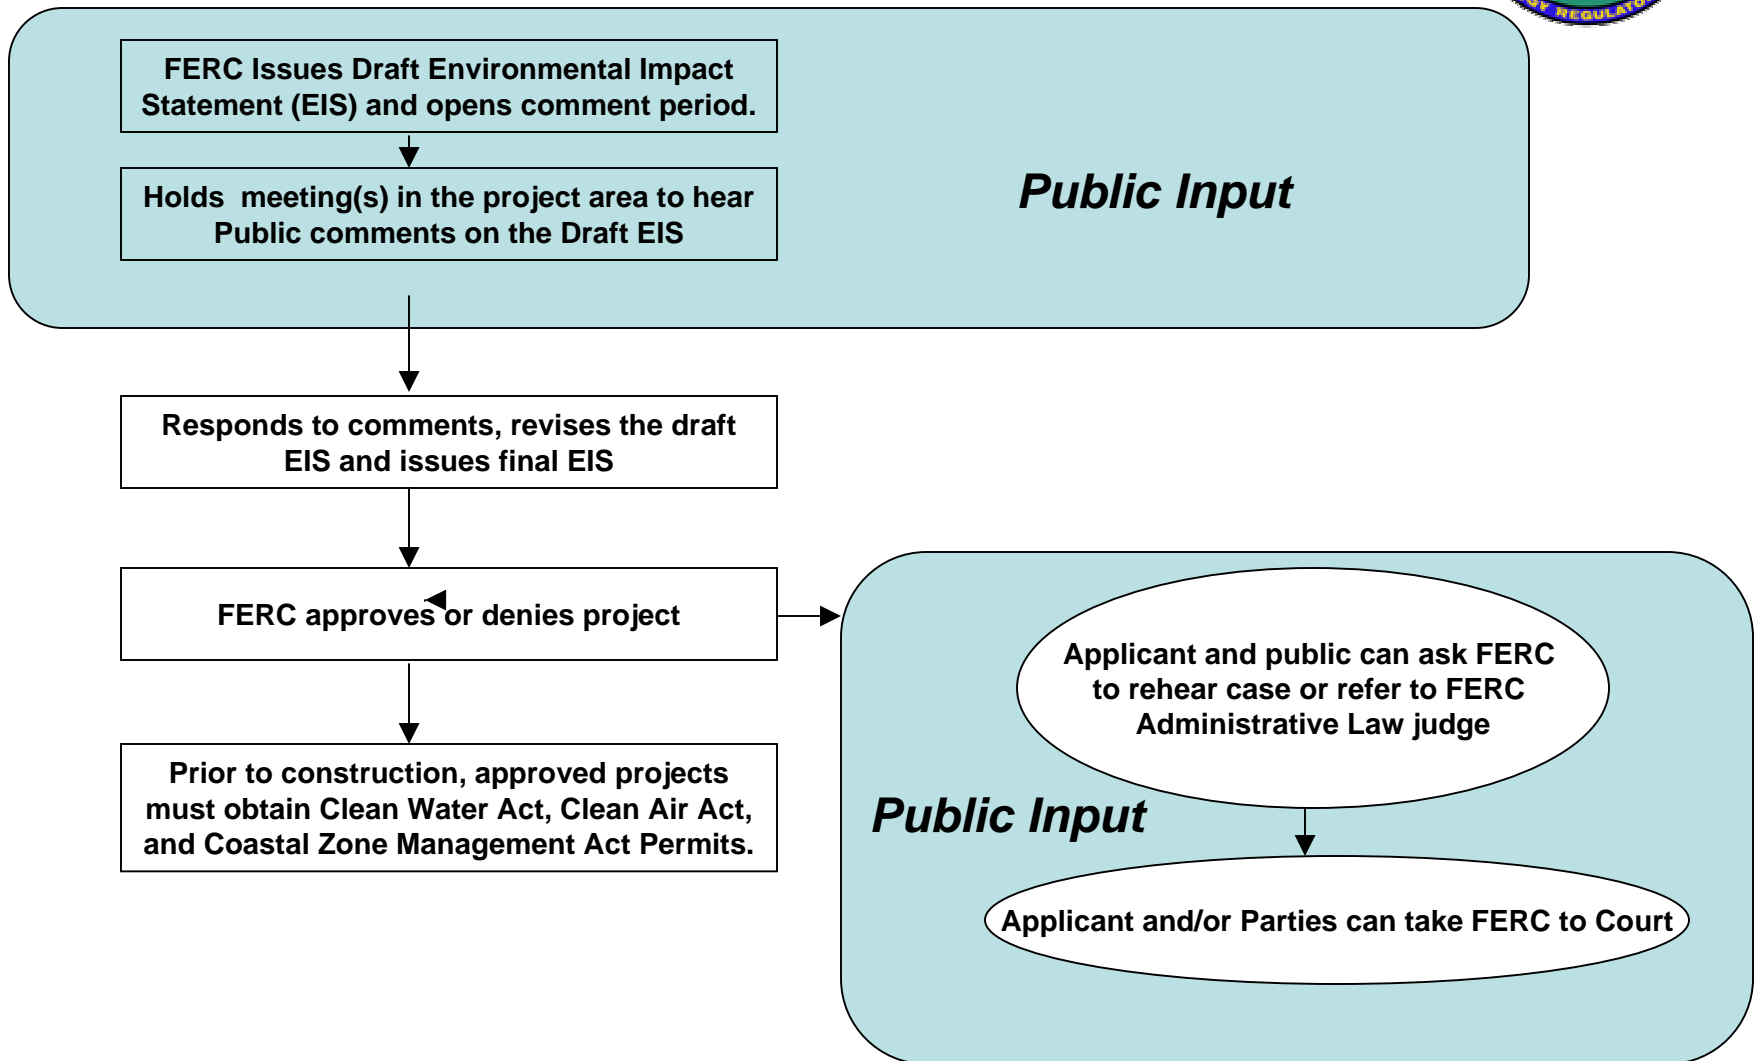 GY REGULATO
FERC Issues Draft Environmental Impact
Statement (EIS) and opens comment period.
Holds meeting(s) in the project area to hear
Public comments on the Draft EIS
Public Input
Responds to comments, revises the draft
EIS and issues final EIS
FERC approves or denies project
Prior to construction, approved projects
must obtain Clean Water Act, Clean Air Act,
and Coastal Zone Management Act Permits.
Applicant and public can ask FERC
to rehear case or refer to FERC
Administrative Law judge
Public Input
Applicant and/or Parties can take FERC to Court